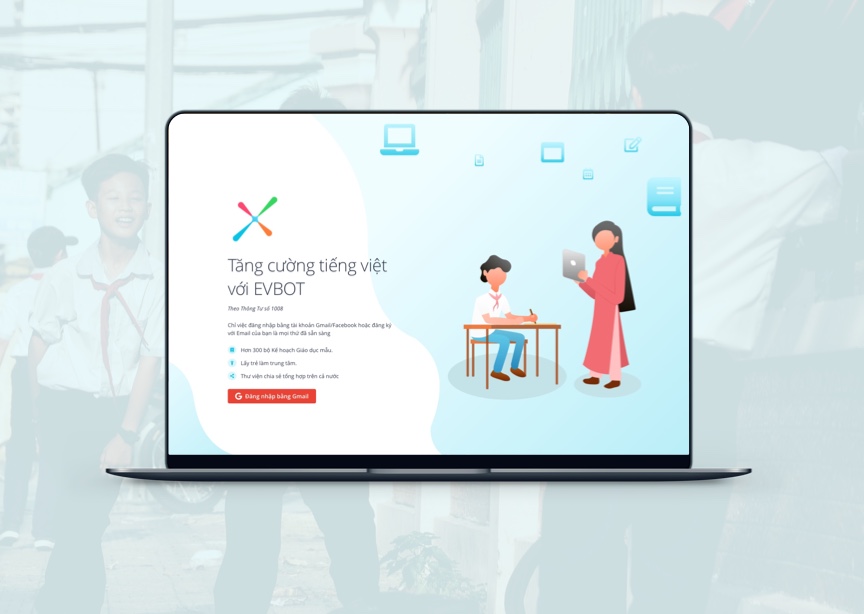 Tăng cường tiếng việt
với EVBOT
Theo Thông Tư số 1008
Chỉ việc đăng nhập bằng tài khoản Gmail/Facebook hoặc đăng ký
với Email của bạn là mọi thứ đã sẵn sàng
Hơn 300 bộ Kế hoạch Giáo dục mẫu.
Lấy trẻ làm trung tâm.
Thư viện chia sẻ tổng hợp trên cả nước
G Đăng nhập bằng Gmail